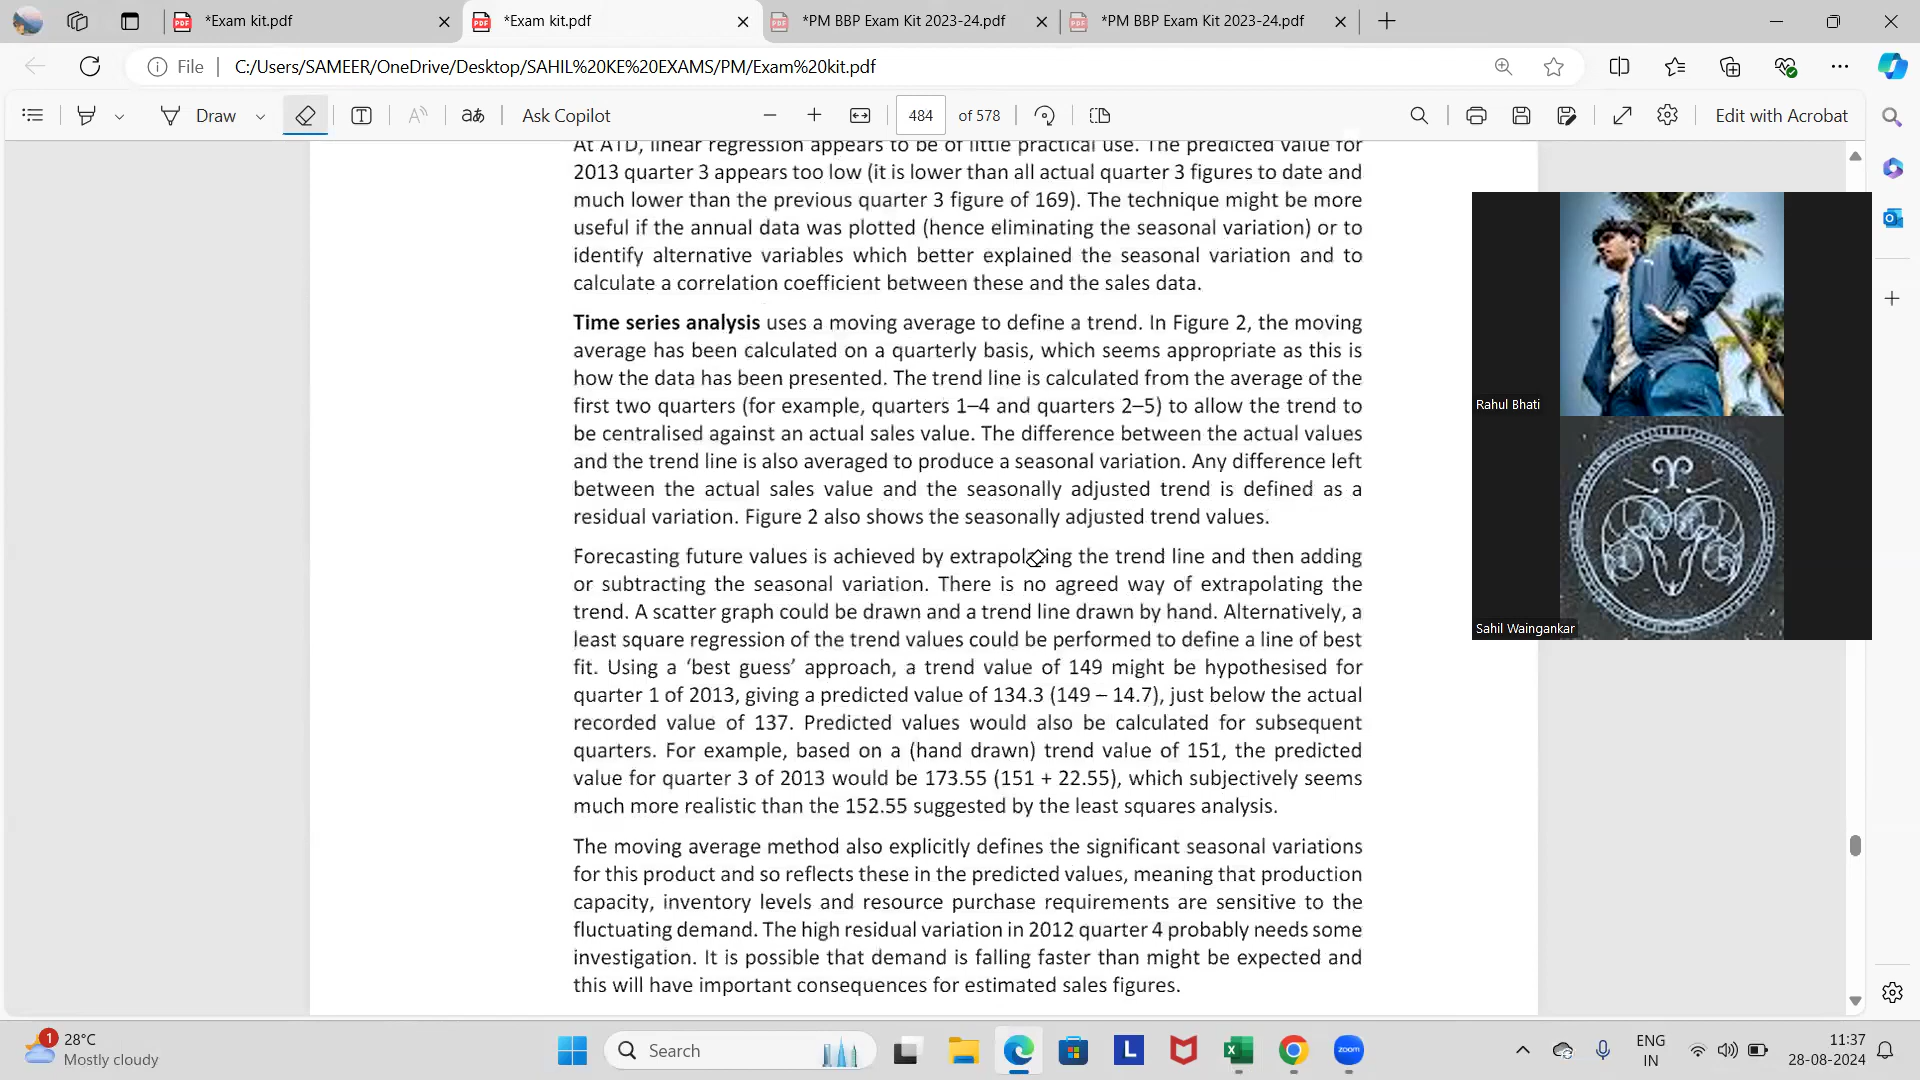 *Exam kit.pdf
*Exam kit.pdf
*PM BBP Exam Kit 2023-24.pdf
*PM BBP Exam Kit 2023-24.pdf
File
C:/Users/SAMEER/OneDrive/Desktop/SAHIL%20KE%20EXAMS/PM/Exam%20kit.pdf
Draw
Ask Copilot
484 of 578
Edit with Acrobat
At ATD, linear regression appears to be of little practical use. The predicted value for
2013 quarter 3 appears too low (it is lower than all actual quarter 3 figures to date and
much lower than the previous quarter 3 figure of 169). The technique might be more
useful if the annual data was plotted (hence eliminating the seasonal variation) or to
identify alternative variables which better explained the seasonal variation and to
calculate a correlation coefficient between these and the sales data.
Time series analysis uses a moving average to define a trend. In Figure 2, the moving
average has been calculated on a quarterly basis, which seems appropriate as this is
how the data has been presented. The trend line is calculated from the average of the
first two quarters (for example, quarters 1–4 and quarters 2–5) to allow the trend to
be centralised against an actual sales value. The difference between the actual values
and the trend line is also averaged to produce a seasonal variation. Any difference left
between the actual sales value and the seasonally adjusted trend is defined as a
residual variation. Figure 2 also shows the seasonally adjusted trend values.
Forecasting future values is achieved by extrapolating the trend line and then adding
or subtracting the seasonal variation. There is no agreed way of extrapolating the
trend. A scatter graph could be drawn and a trend line drawn by hand. Alternatively, a
least square regression of the trend values could be performed to define a line of best
fit. Using a ‘best guess’ approach, a trend value of 149 might be hypothesised for
quarter 1 of 2013, giving a predicted value of 134.3 (149 – 14.7), just below the actual
recorded value of 137. Predicted values would also be calculated for subsequent
quarters. For example, based on a (hand drawn) trend value of 151, the predicted
value for quarter 3 of 2013 would be 173.55 (151 + 22.55), which subjectively seems
much more realistic than the 152.55 suggested by the least squares analysis.
The moving average method also explicitly defines the significant seasonal variations
for this product and so reflects these in the predicted values, meaning that production
capacity, inventory levels and resource purchase requirements are sensitive to the
fluctuating demand. The high residual variation in 2012 quarter 4 probably needs some
investigation. It is possible that demand is falling faster than might be expected and
this will have important consequences for estimated sales figures.
Rahul Bhati
Sahil Waingankar
1
28°C
Mostly cloudy
Search
L
zoom
ENG
IN
11:37
28-08-2024